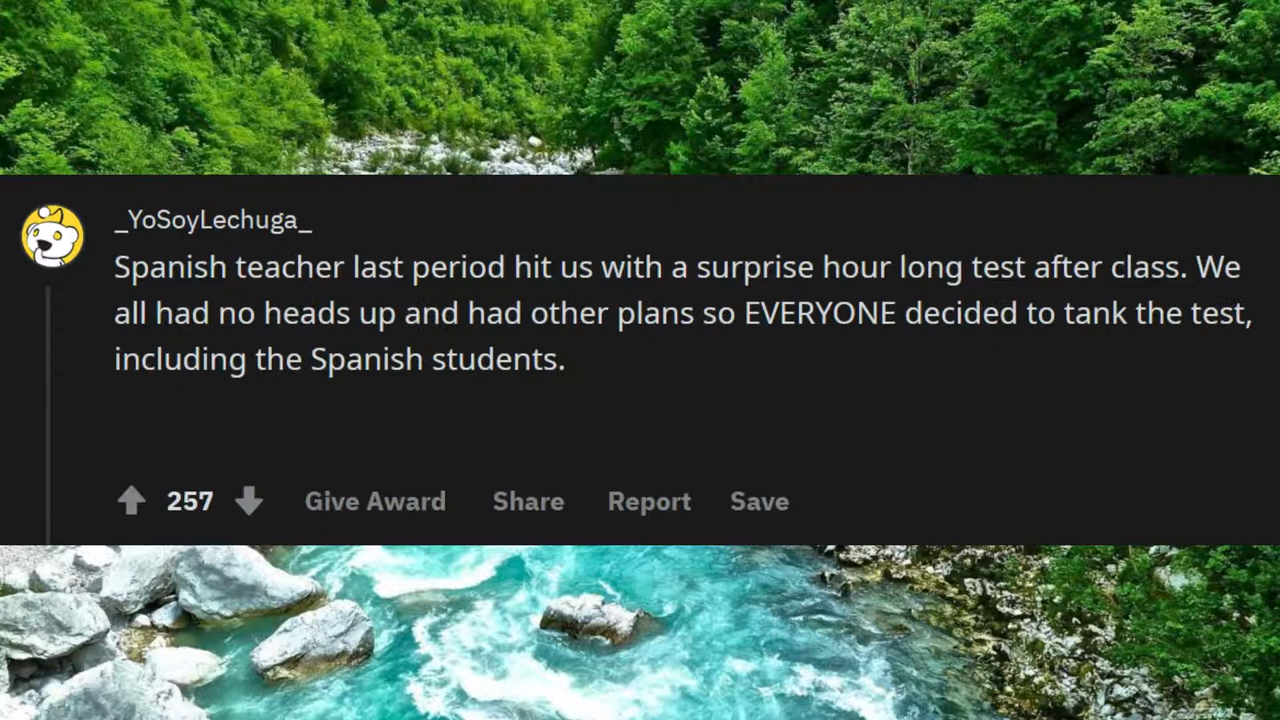 _YoSoyLechuga_
Spanish teacher last period hit us with a surprise hour long test after class. We
all had no heads up and had other plans so EVERYONE decided to tank the test,
including the Spanish students.
257 Give Award Share Report Save